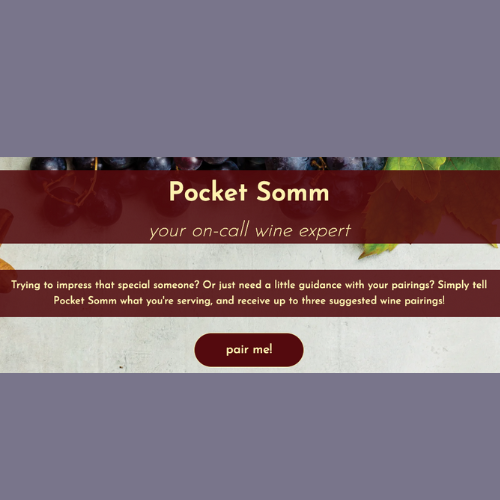 Pocket Somm
your on-call wine expert
Trying to impress that special someone? Or just need a little guidance with your pairings? Simply tell
Pocket Somm what you're serving, and receive up to three suggested wine pairings!
pair me!